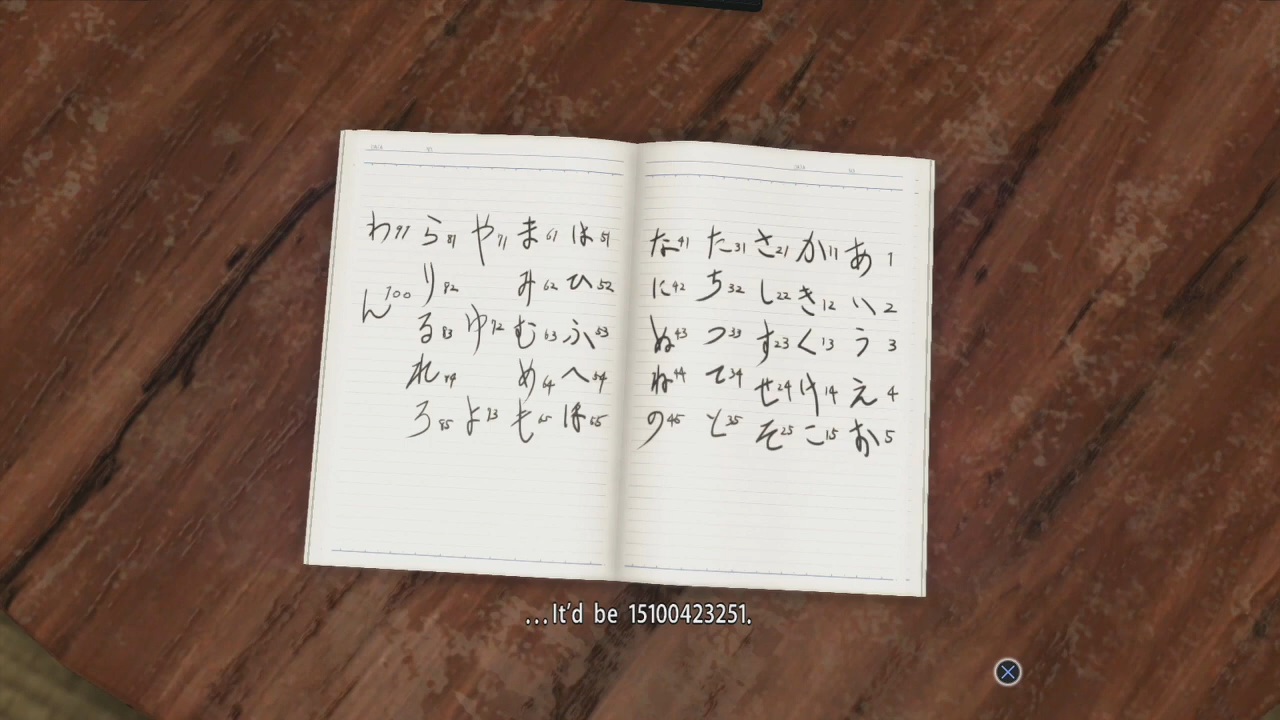 あ1 い2 う3 え4 お5
か11 き12 く13 け14 こ15
さ21 し22 す23 せ24 そ25
た31 ち32 つ33 て34 と35
な41 に42 ぬ43 ね44 の45
は51 ひ52 ふ53 へ54 ほ55
ま61 み62 む63 め64 も65
や71 ゆ72 よ73
ら81 り82 る83 れ84 ろ85
わ91 ん100
...It'd be 15100423251.